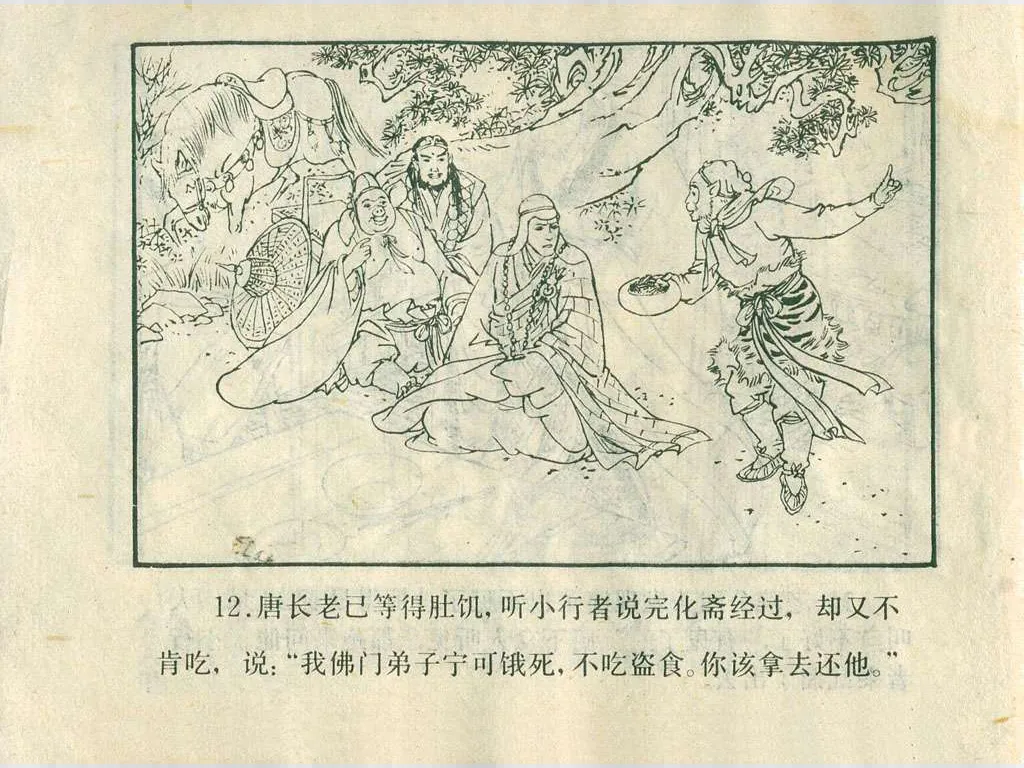 12.唐长老已等得肚饥,听小行者说完化斋经过,却又不
肯吃,说:“我佛门弟子宁可饿死,不吃盗食。你该拿去还他。”